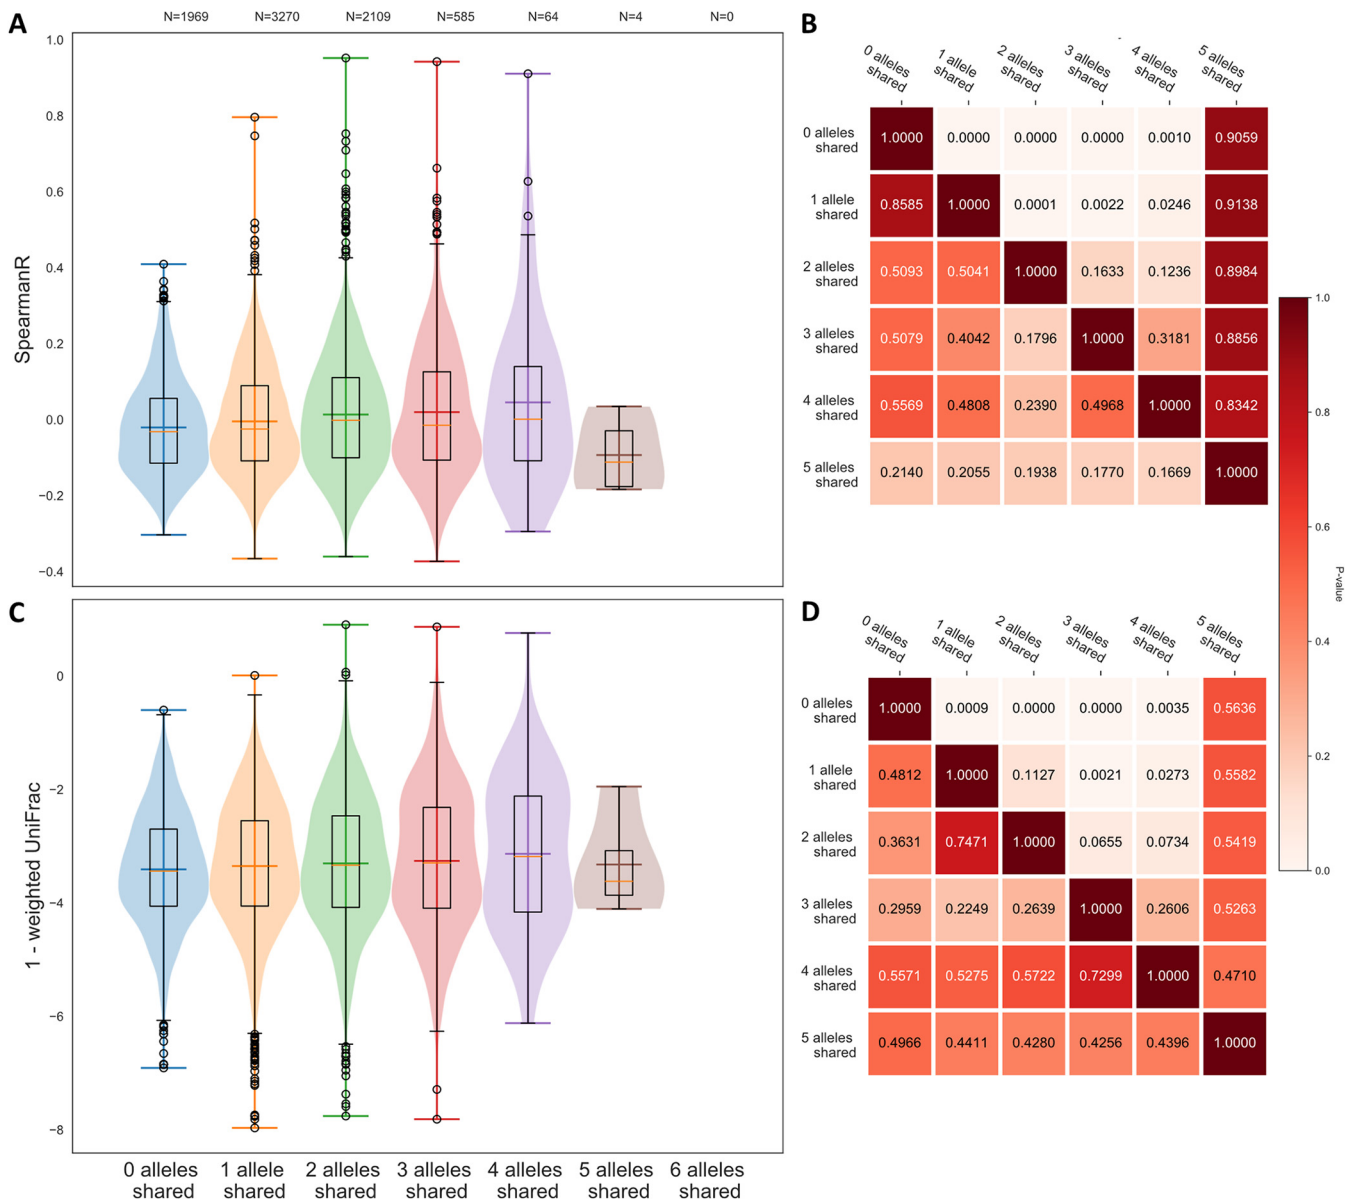 A
N=1969 N=3270 N=2109 N=585 N=64 N=4 N=0
1.0
0.8
0.6
0.4
0.2
0.0
−0.2
−0.4
SpearmanR
B
0 alleles
shared
1 allele
shared
2 alleles
shared
3 alleles
shared
4 alleles
shared
5 alleles
shared
0 alleles
shared
1.0000 0.0000 0.0000 0.0000 0.0010 0.9059
1 allele
shared
0.8585 1.0000 0.0001 0.0022 0.0246 0.9138
2 alleles
shared
0.5093 0.5041 1.0000 0.1633 0.1236 0.8984
3 alleles
shared
0.5079 0.4042 0.1796 1.0000 0.3181 0.8856
4 alleles
shared
0.5569 0.4808 0.2390 0.4968 1.0000 0.8342
5 alleles
shared
0.2140 0.2055 0.1938 0.1770 0.1669 1.0000
1.0
0.8
0.6
0.4
0.2
0.0
P-value
C
0
−2
−4
−6
−8
1 - weighted UniFrac
0 alleles
shared
1 allele
shared
2 alleles
shared
3 alleles
shared
4 alleles
shared
5 alleles
shared
6 alleles
shared
D
0 alleles
shared
1 allele
shared
2 alleles
shared
3 alleles
shared
4 alleles
shared
5 alleles
shared
0 alleles
shared
1.0000 0.0009 0.0000 0.0000 0.0035 0.5636
1 allele
shared
0.4812 1.0000 0.1127 0.0021 0.0273 0.5582
2 alleles
shared
0.3631 0.7471 1.0000 0.0655 0.0734 0.5419
3 alleles
shared
0.2959 0.2249 0.2639 1.0000 0.2606 0.5263
4 alleles
shared
0.5571 0.5275 0.5722 0.7299 1.0000 0.4710
5 alleles
shared
0.4966 0.4411 0.4280 0.4256 0.4396 1.0000